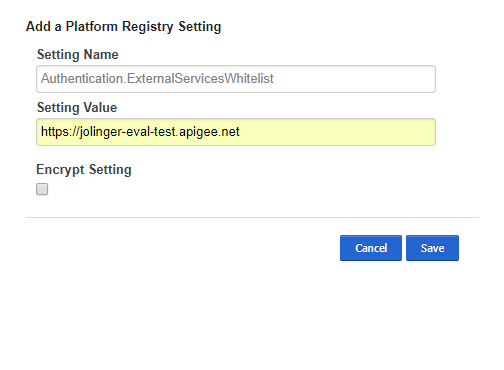 Add a Platform Registry Setting
Setting Name
Authentication.ExternalServicesWhitelist
Setting Value
https://jolinger-eval-test.apigee.net
Encrypt Setting
Cancel Save